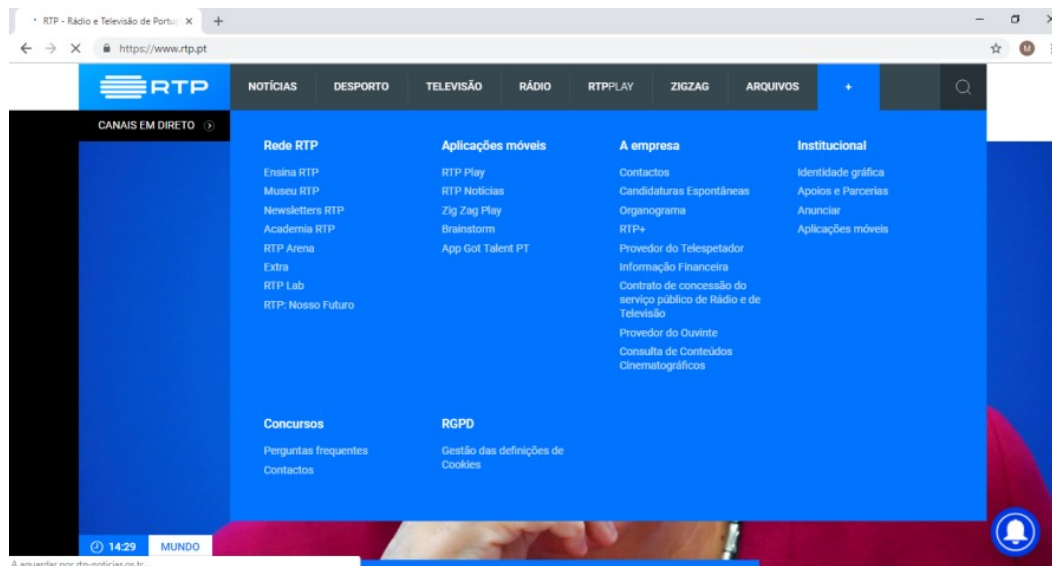 RTP - Rádio e Televisão de Portu
https://www.rtp.pt
M
RTP
NOTÍCIAS DESPORTO TELEVISÃO RÁDIO RTPPLAY ZIGZAG ARQUIVOS +
CANAIS EM DIRETO
Rede RTP
Ensina RTP
Museu RTP
Newsletters RTP
Academia RTP
RTP Arena
Extra
RTP Lab
RTP: Nosso Futuro
Aplicações móveis
RTP Play
RTP Notícias
Zig Zag Play
Brainstorm
App Got Talent PT
A empresa
Contactos
Candidaturas Espontâneas
Organograma
RTP+
Provedor do Telespetador
Informação Financeira
Contrato de concessão do
serviço público de Rádio e de
Televisão
Provedor do Ouvinte
Consulta de Conteúdos
Cinematográficos
Institucional
Identidade gráfica
Apoios e Parcerias
Anunciar
Aplicações móveis
Concursos
Perguntas frequentes
Contactos
RGPD
Gestão das definições de
Cookies
14:29 MUNDO